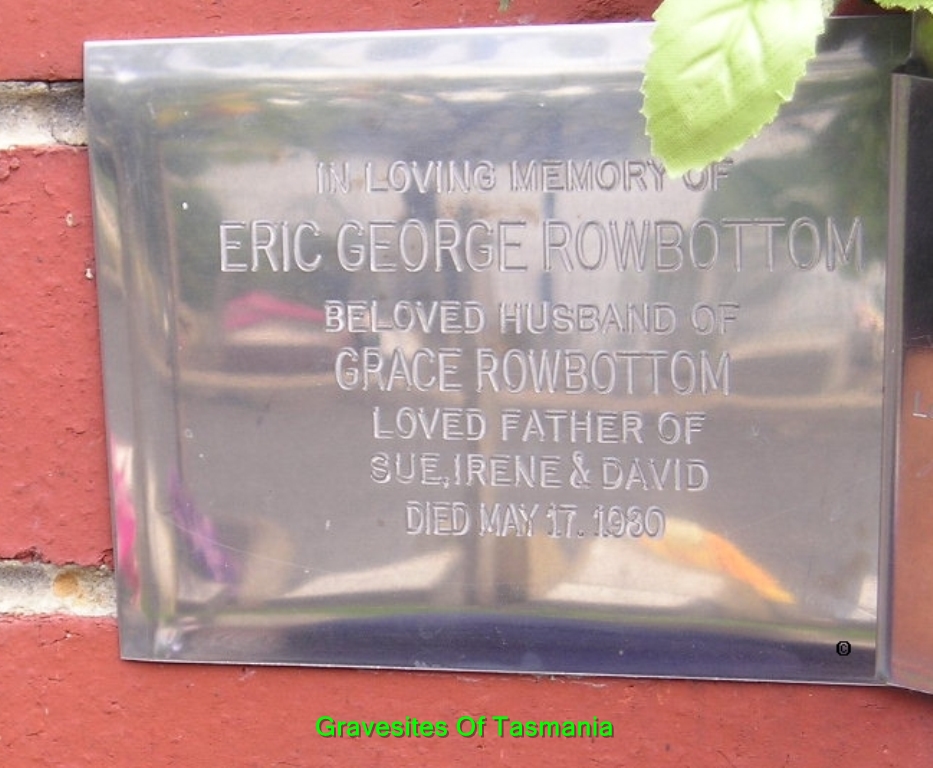 IN LOVING MEMORY OF
ERIC GEORGE ROWBOTTOM
BELOVED HUSBAND OF
GRACE ROWBOTTOM
LOVED FATHER OF
SUE, IRENE & DAVID
DIED MAY 17. 1980
©
Gravesites Of Tasmania